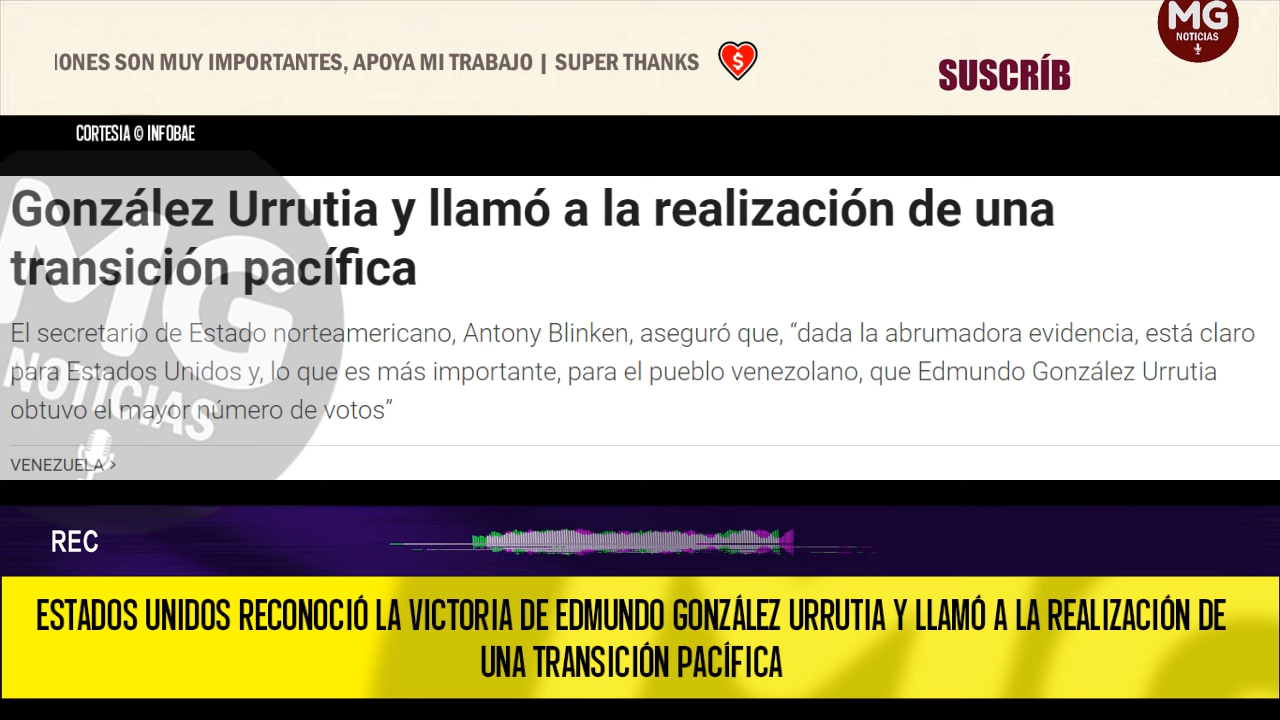 IONES SON MUY IMPORTANTES, APOYA MI TRABAJO | SUPER THANKS
$
SUSCRÍB
MG
NOTICIAS
CORTESIA © INFOBAE
González Urrutia y llamó a la realización de una
transición pacífica
El secretario de Estado norteamericano, Antony Blinken, aseguró que, “dada la abrumadora evidencia, está claro
para Estados Unidos y, lo que es más importante, para el pueblo venezolano, que Edmundo González Urrutia
obtuvo el mayor número de votos”
VENEZUELA >
MG
NOTICIAS
REC
ESTADOS UNIDOS RECONOCIÓ LA VICTORIA DE EDMUNDO GONZÁLEZ URRUTIA Y LLAMÓ A LA REALIZACIÓN DE
UNA TRANSICIÓN PACÍFICA